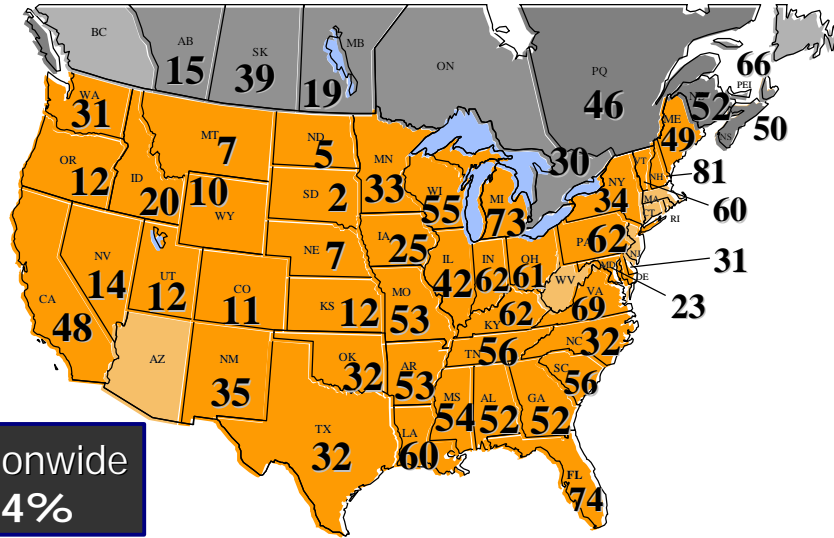 BC
AB
15
SK
39
MB
19
ON
PQ
46
66
PEI
52
NS
50
30
WA
31
OR
12
ID
20
MT 7
10
WY
ND
5
SD 2
NE 7
KS 12
MN
33
WI
55
MI
73
IA
25
NV
14
UT
12
CO
11
CA
48
AZ
NM
35
OK
32
TX
32
MO
53
AR
53
LA
60
IL
42
IN
62
OH
61
KY
62
TN
56
MS
54
AL
52
GA
52
FL
74
SC
56
NC 32
VA
69
WV
PA 62
NY
34
VT
NH
81
ME
49
MA
CT
RI
60
NJ
31
MD
DE
23
onwide
4%